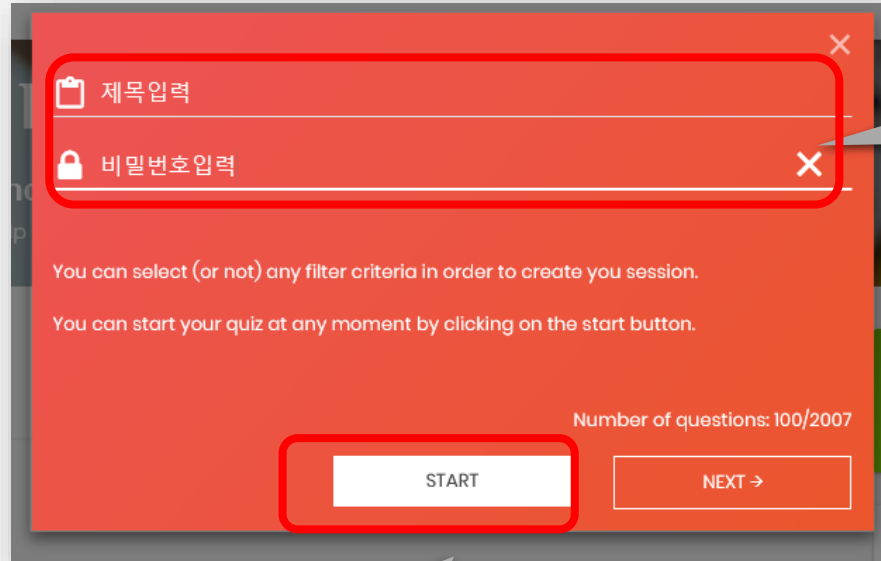 제목입력
비밀번호입력
You can select (or not) any filter criteria in order to create you session.
You can start your quiz at any moment by clicking on the start button.
Number of questions: 100/2007
START
NEXT →